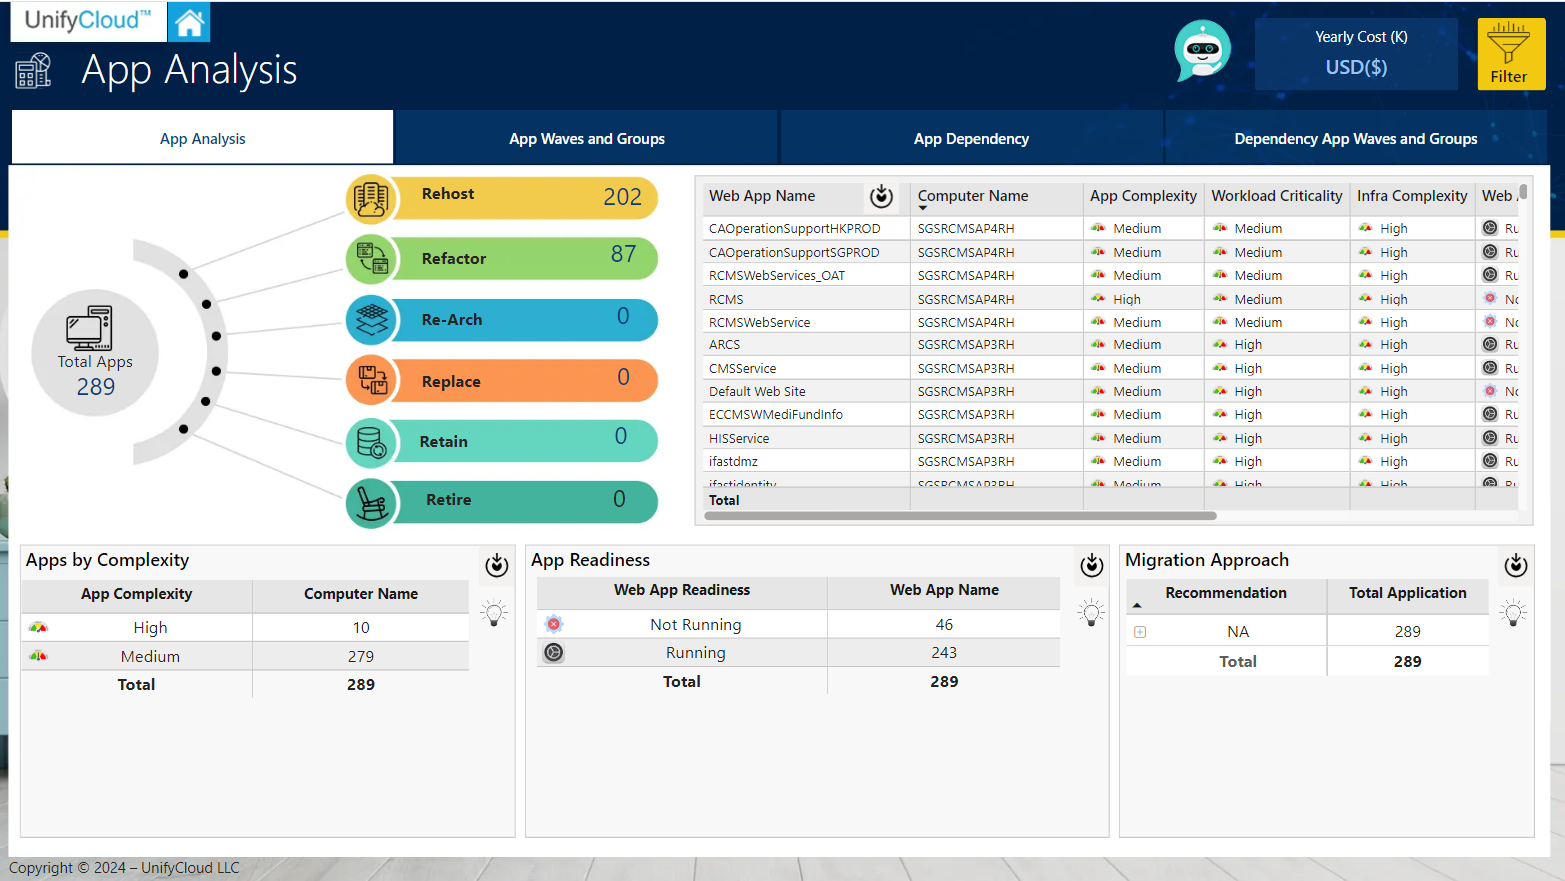 UnifyCloud™
App Analysis
Yearly Cost (K)
USD($)
Filter
App Analysis
App Waves and Groups
App Dependency
Dependency App Waves and Groups
Total Apps
289
Rehost 202
Refactor 87
Re-Arch 0
Replace 0
Retain 0
Retire 0
Web App Name Computer Name App Complexity Workload Criticality Infra Complexity Web
CAOperationSupportHKPROD SGSRCMSAP4RH Medium Medium High Ru
CAOperationSupportSGPROD SGSRCMSAP4RH Medium Medium High Ru
RCMSWebServices_OAT SGSRCMSAP4RH Medium Medium High Ru
RCMS SGSRCMSAP4RH High Medium High No
RCMSWebService SGSRCMSAP4RH Medium Medium High No
ARCS SGSRCMSAP3RH Medium High High Ru
CMSService SGSRCMSAP3RH Medium High High Ru
Default Web Site SGSRCMSAP3RH Medium High High No
ECCMSWMediFundInfo SGSRCMSAP3RH Medium High High Ru
HISService SGSRCMSAP3RH Medium High High Ru
ifastdmz SGSRCMSAP3RH Medium High High Ru
ifastidentity SGSRCMSAP3RH Medium High High Ru
Total
Apps by Complexity
App Complexity Computer Name
High 10
Medium 279
Total 289
App Readiness
Web App Readiness Web App Name
Not Running 46
Running 243
Total 289
Migration Approach
Recommendation Total Application
NA 289
Total 289
Copyright © 2024 – UnifyCloud LLC